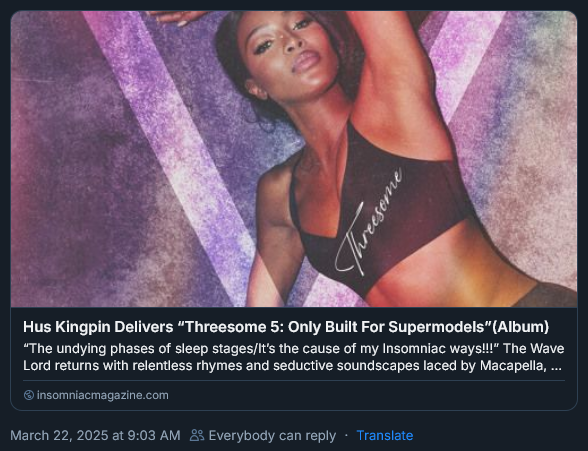 Threesome
Hus Kingpin Delivers “Threesome 5: Only Built For Supermodels”(Album)
“The undying phases of sleep stages/It’s the cause of my Insomniac ways!!!” The Wave
Lord returns with relentless rhymes and seductive soundscapes laced by Macapella, ...
insomniacmagazine.com
March 22, 2025 at 9:03 AM Everybody can reply · Translate